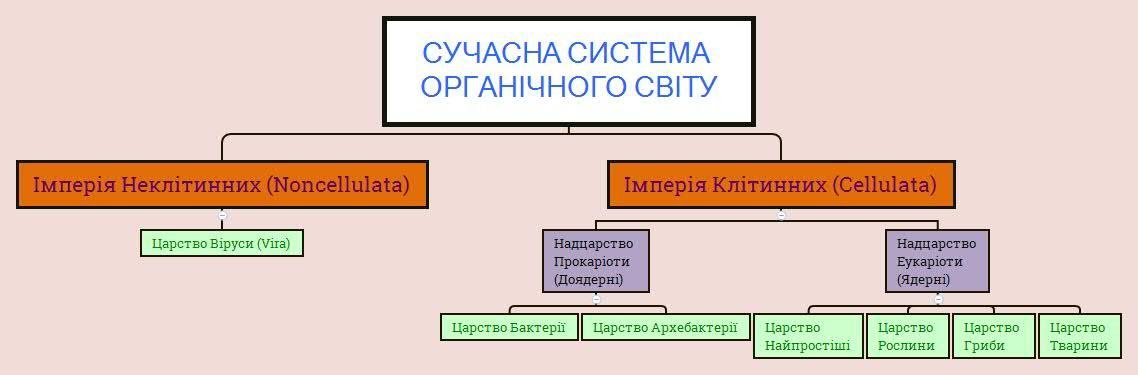 СУЧАСНА СИСТЕМА
ОРГАНІЧНОГО СВІТУ
Імперія Неклітинних (Noncellulata)
Імперія Клітинних (Cellulata)
Царство Віруси (Vira)
Надцарство
Прокаріоти
(Доядерні)
Надцарство
Еукаріоти
(Ядерні)
Царство Бактерії
Царство Архебактерії
Царство
Найпростіші
Царство
Рослини
Царство
Гриби
Царство
Тварини